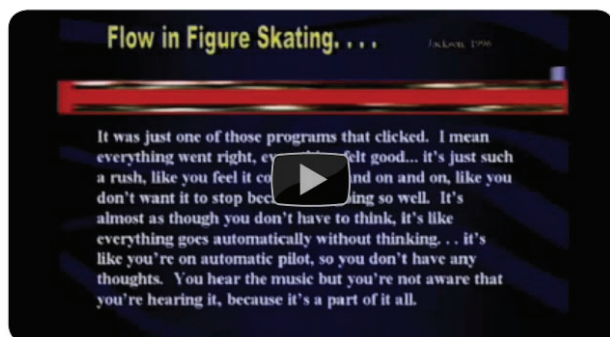 Flow in Figure Skating. . . .
Jackson, 1996
It was just one of those programs that clicked. I mean
everything went right, felt good... it's just such
a rush, like you feel it and on and on, like you
don't want it to stop so well. It's
almost as though you don't have to think, it's like
everything goes automatically without thinking. . . it's
like you're on automatic pilot, so you don't have any
thoughts. You hear the music but you're not aware that
you're hearing it, because it's a part of it all.